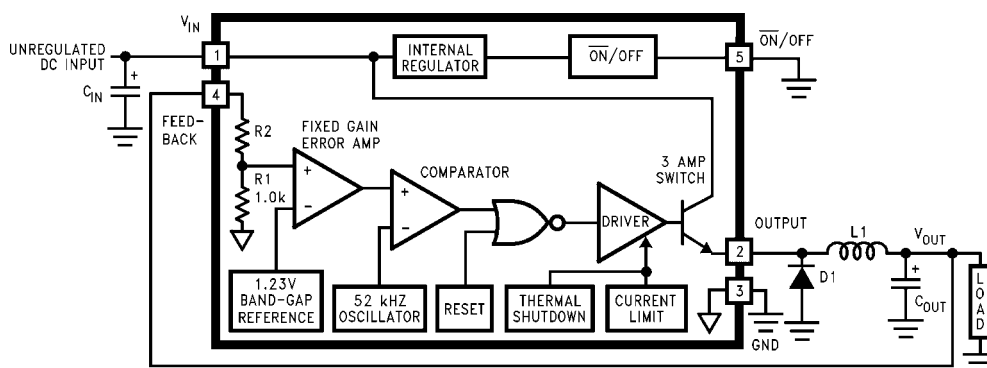 V_IN
UNREGULATED
DC INPUT
C_IN
+
1
4
FEED-
BACK
INTERNAL
REGULATOR
ON/OFF
5
ON/OFF
R2
R1
1.0k
FIXED GAIN
ERROR AMP
+
−
COMPARATOR
+
−
3 AMP
SWITCH
DRIVER
1.23V
BAND-GAP
REFERENCE
52 kHZ
OSCILLATOR
RESET
THERMAL
SHUTDOWN
CURRENT
LIMIT
OUTPUT
2
3
GND
D1
L1
V_OUT
+
C_OUT
LOAD